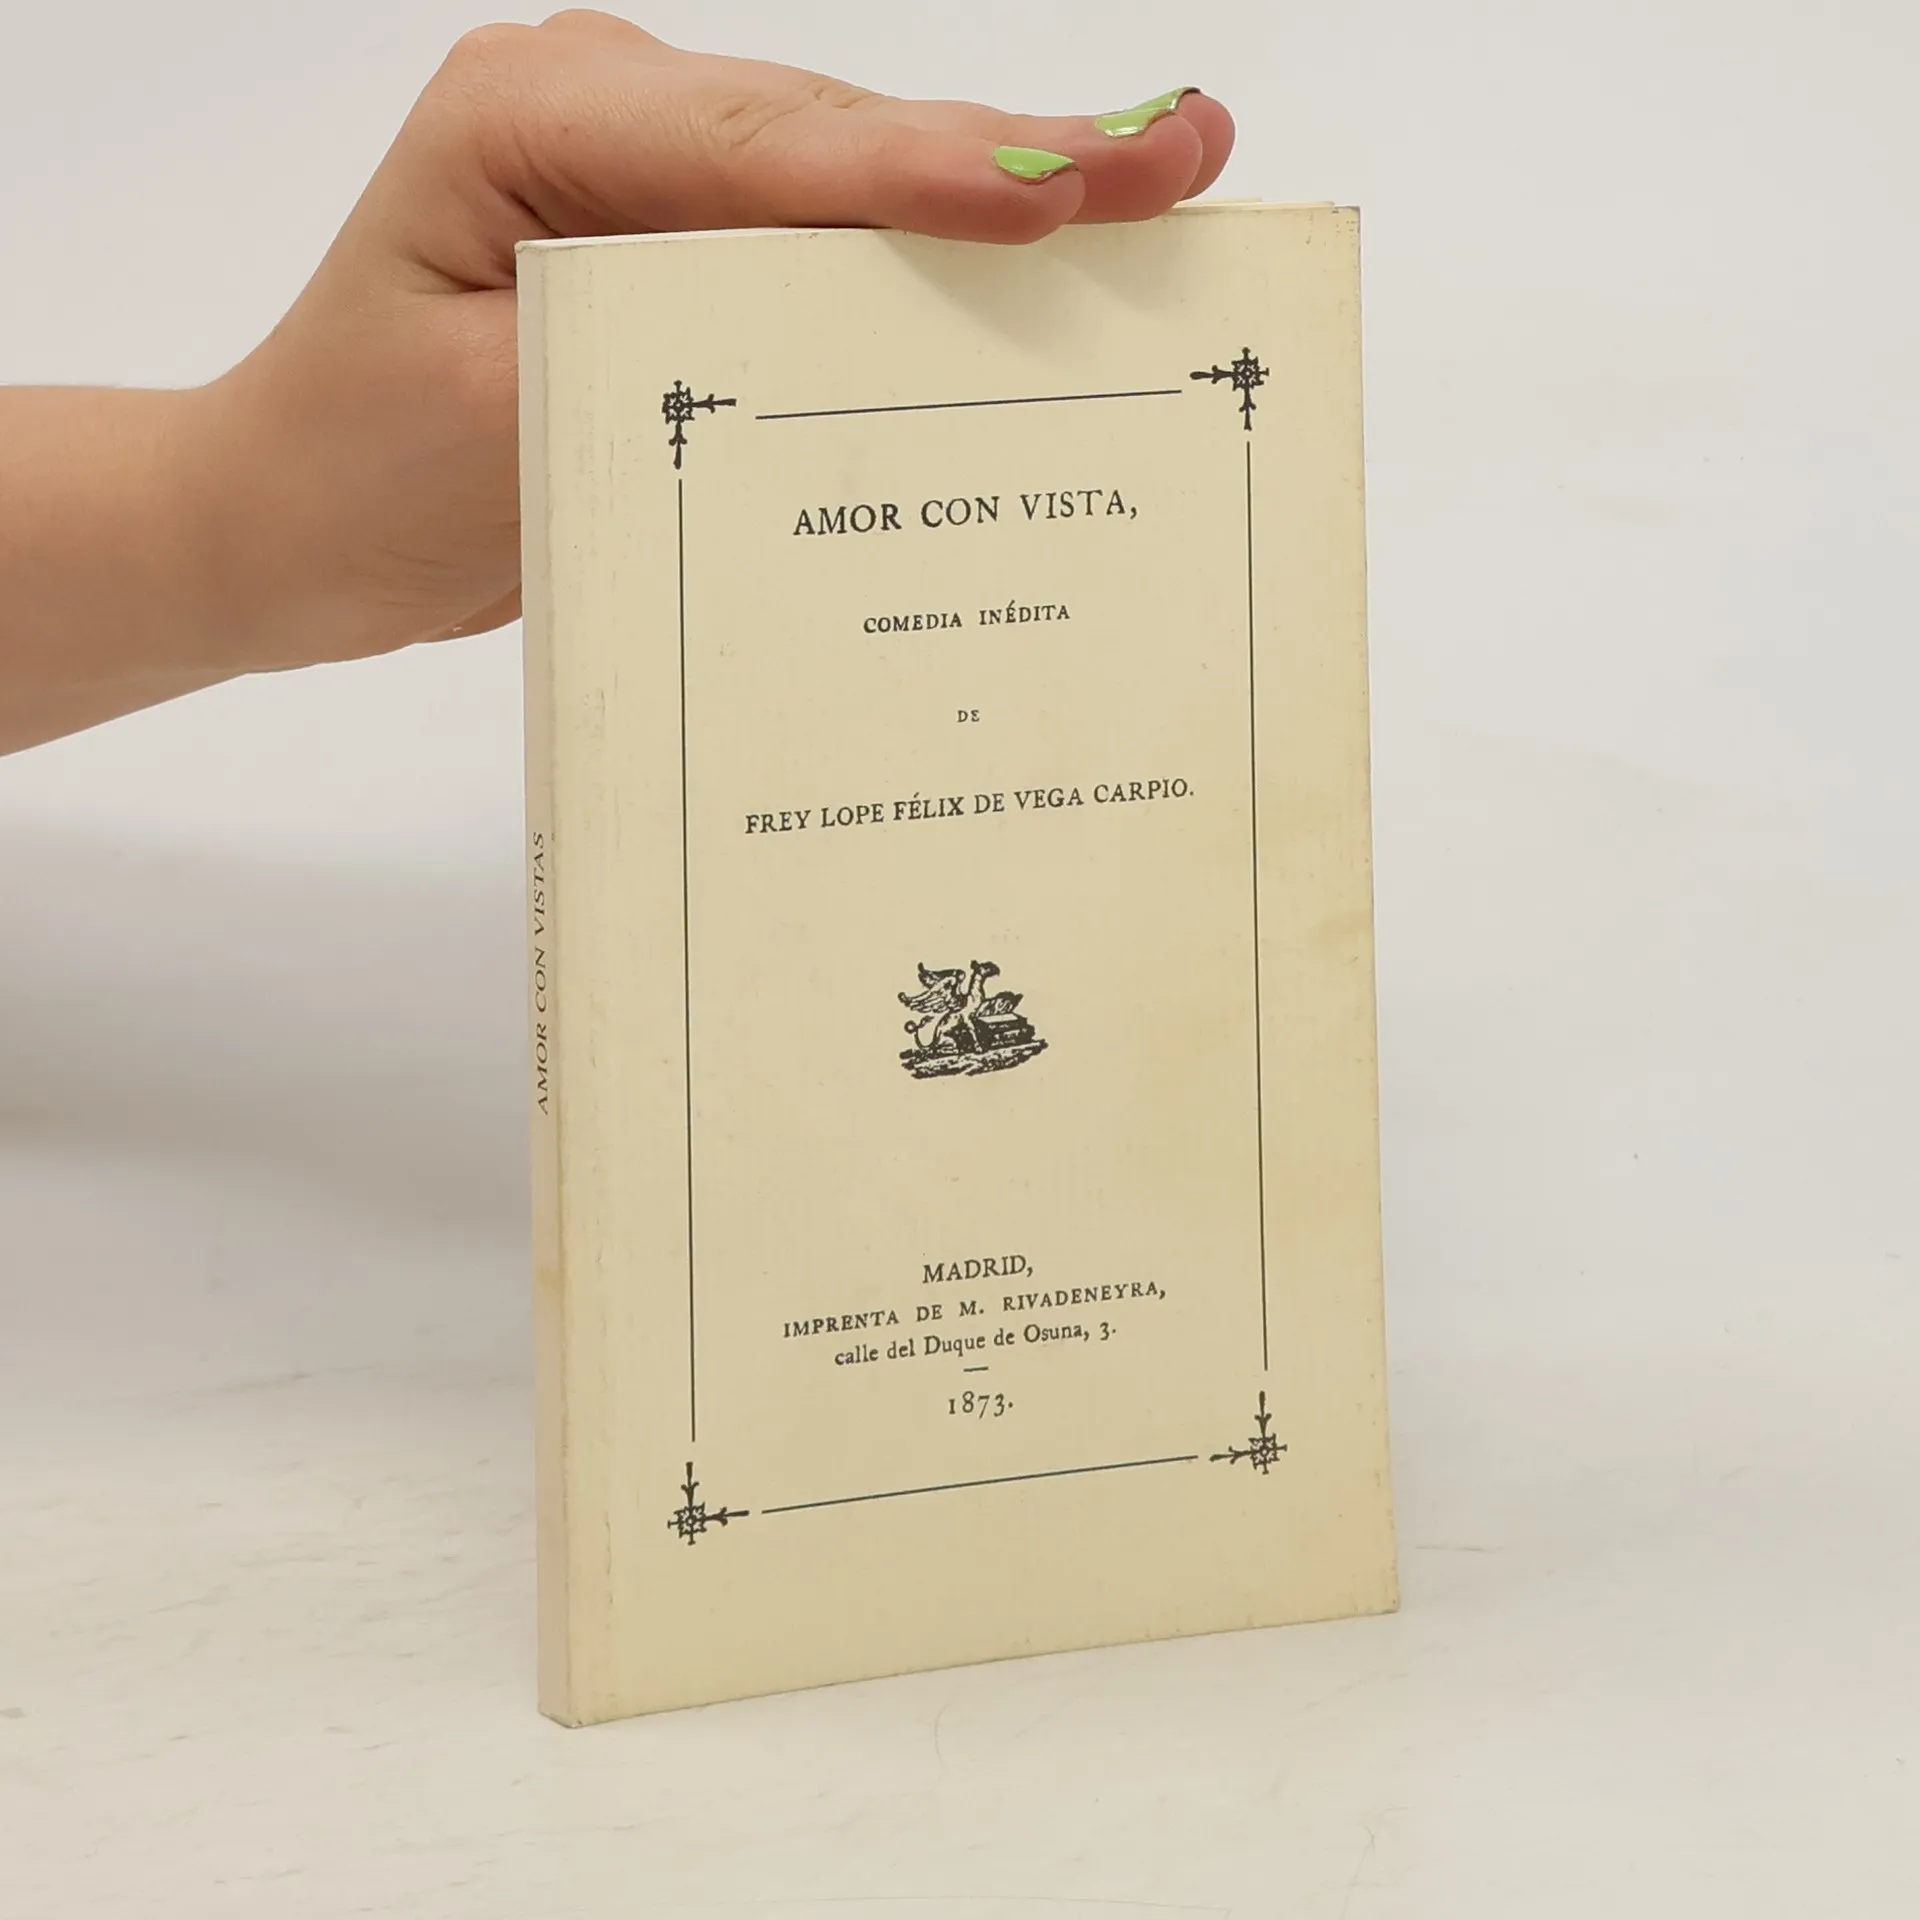 AMOR CON VISTA,
COMEDIA INÉDITA
DE
FREY LOPE FÉLIX DE VEGA CARPIO.
MADRID,
IMPRENTA DE M. RIVADENEYRA,
calle del Duque de Osuna, 3.
1873.
AMOR CON VISTAS